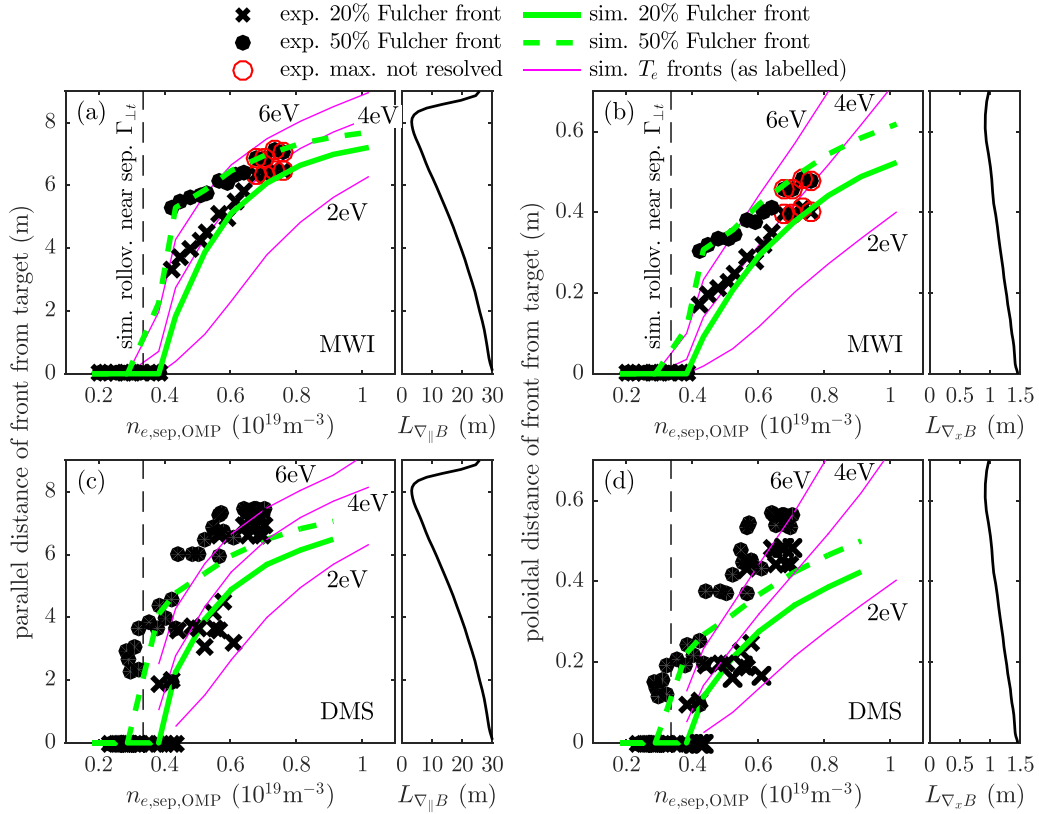 exp. 20% Fulcher front
exp. 50% Fulcher front
exp. max. not resolved
sim. 20% Fulcher front
sim. 50% Fulcher front
sim. Te fronts (as labelled)
parallel distance of front from target (m)
poloidal distance of front from target (m)
(a)
sim. rollov. near sep. Γ⊥t
6eV
4eV
2eV
MWI
8
6
4
2
0
0.2 0.4 0.6 0.8 1
ne,sep,OMP (10^19 m^−3)
0 10 20 30
L∇∥B (m)
(b)
sim. rollov. near sep. Γ⊥t
6eV
4eV
2eV
MWI
0.6
0.4
0.2
0
0.2 0.4 0.6 0.8 1
ne,sep,OMP (10^19 m^−3)
0 0.5 1 1.5
L∇xB (m)
(c)
6eV
4eV
2eV
DMS
8
6
4
2
0
0.2 0.4 0.6 0.8 1
ne,sep,OMP (10^19 m^−3)
0 10 20 30
L∇∥B (m)
(d)
6eV
4eV
2eV
DMS
0.6
0.4
0.2
0
0.2 0.4 0.6 0.8 1
ne,sep,OMP (10^19 m^−3)
0 0.5 1 1.5
L∇xB (m)